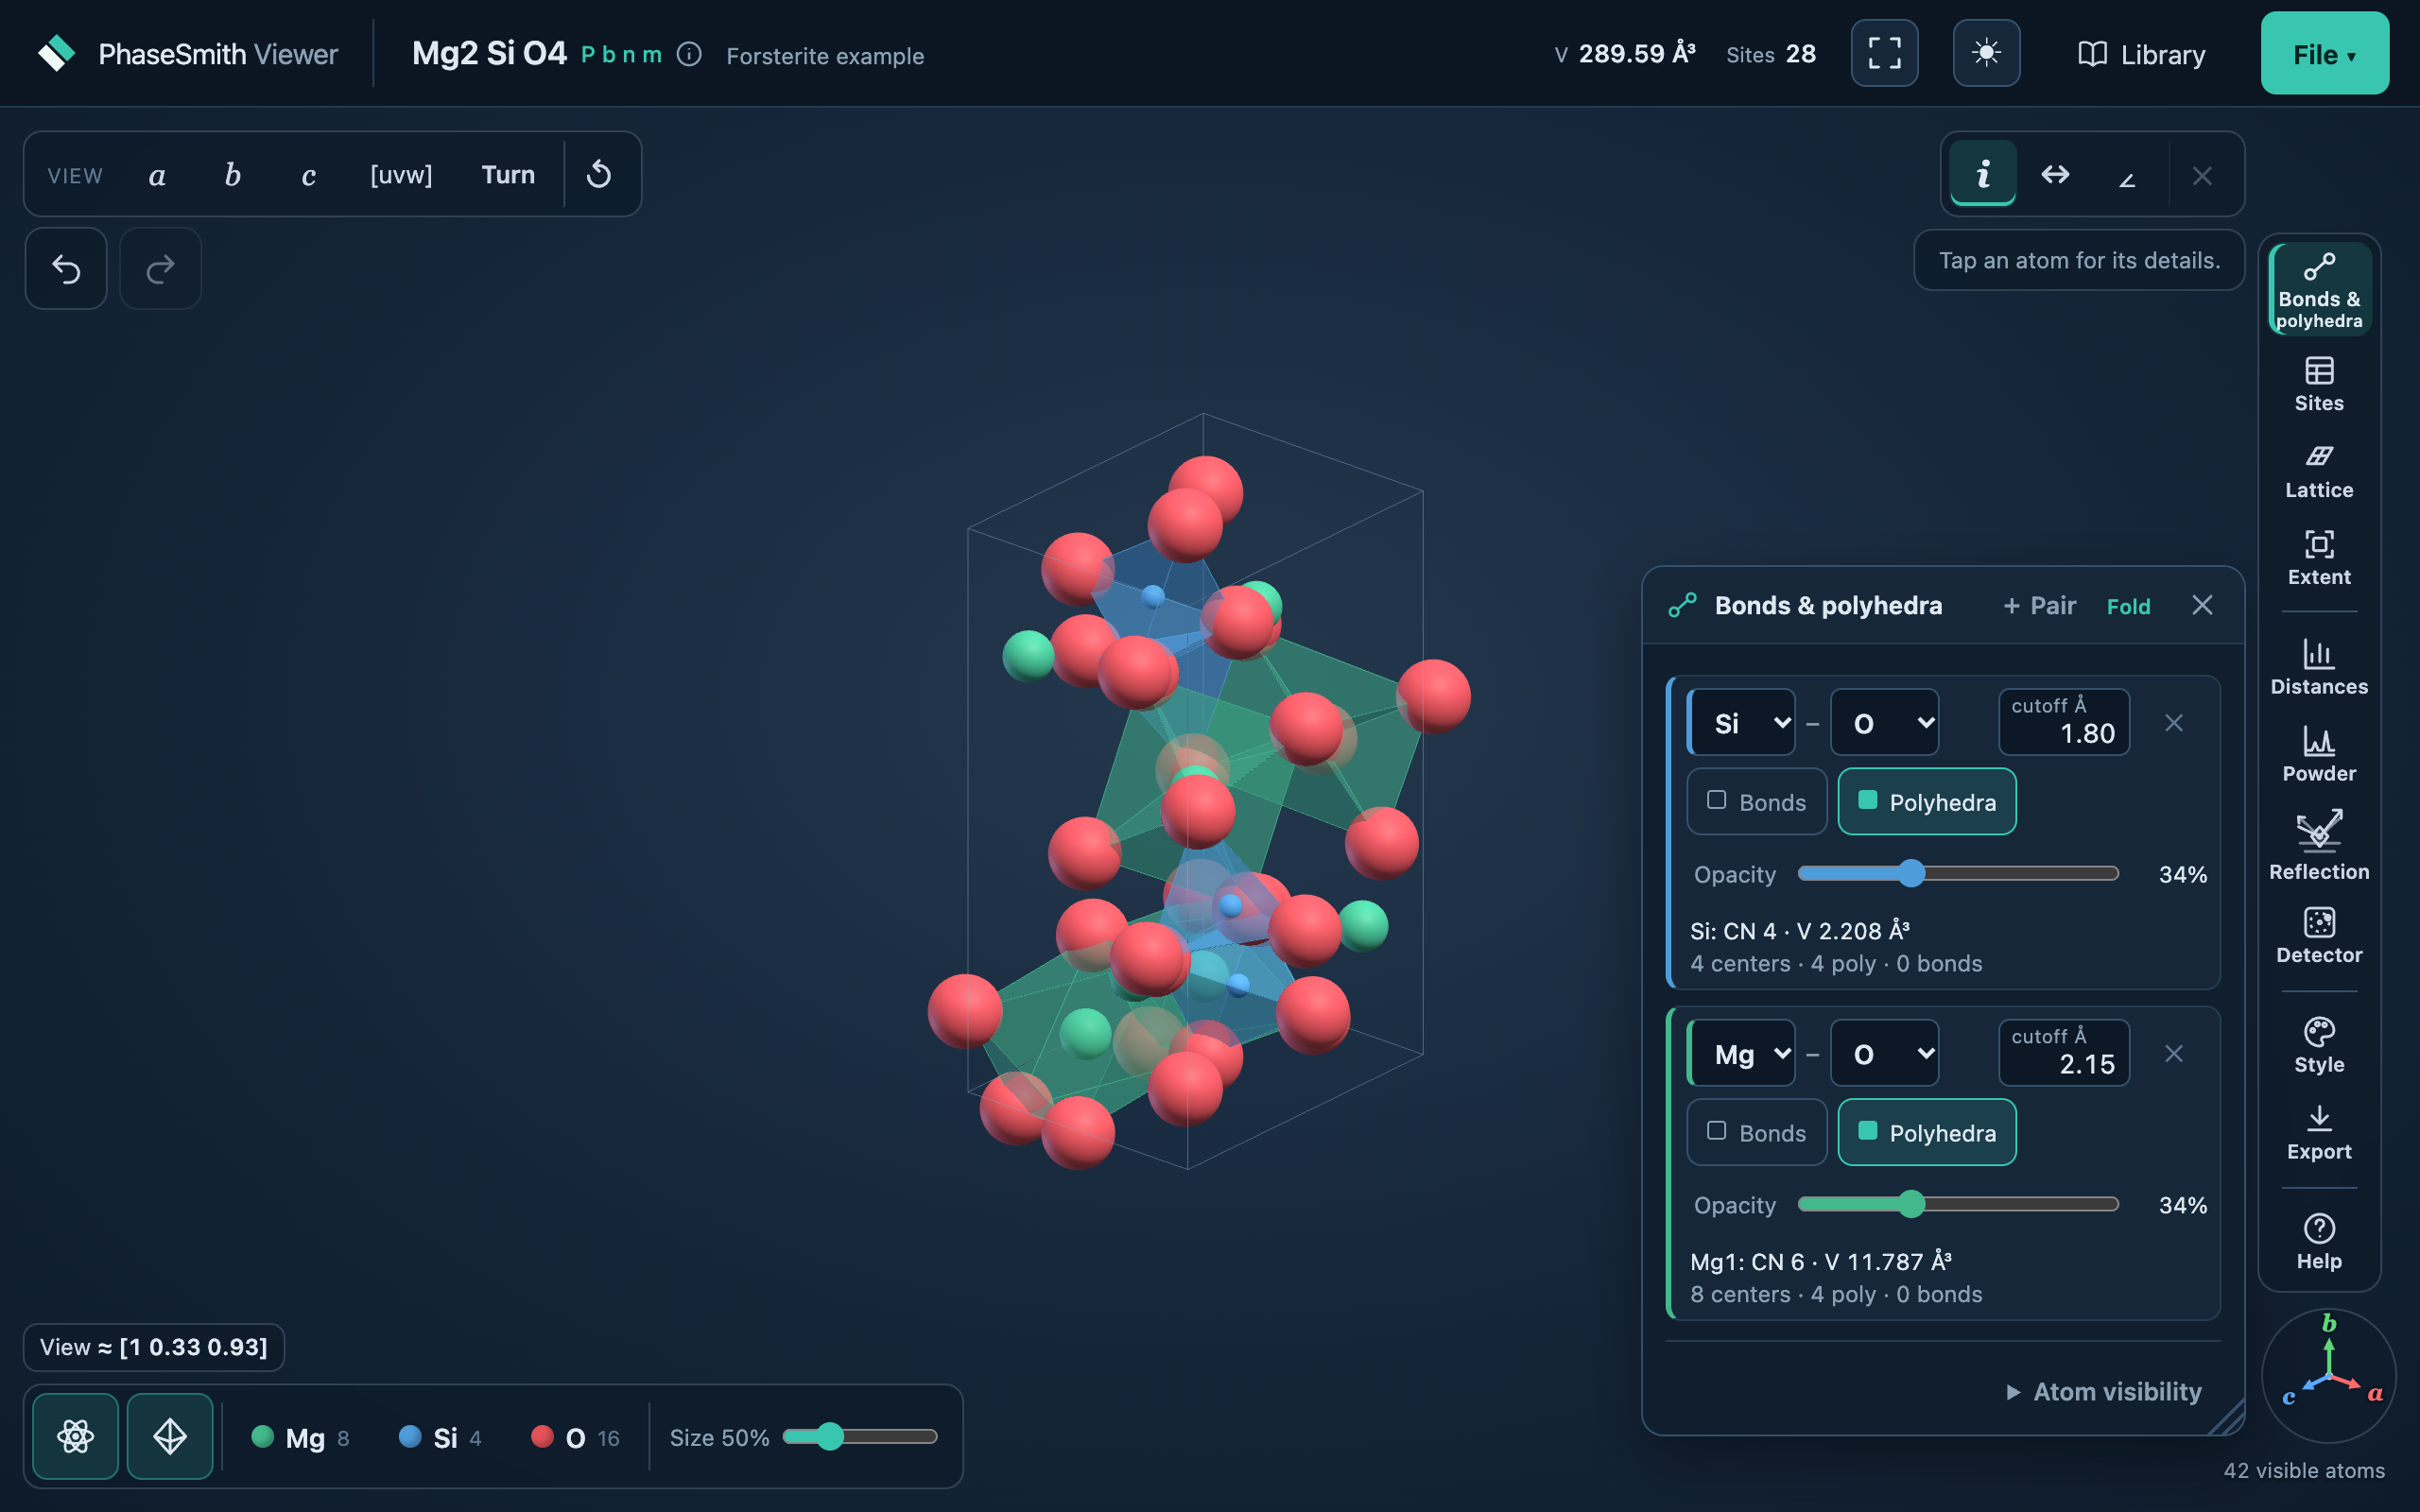 PhaseSmith Viewer
Mg2 Si O4 P b n m Forsterite example
V 289.59 Å³ Sites 28
Library
File ▾
VIEW a b c [uvw] Turn
Tap an atom for its details.
Bonds &
polyhedra
Sites
Lattice
Extent
Distances
Powder
Reflection
Detector
Style
Export
Help
Bonds & polyhedra + Pair Fold
Si – O cutoff Å 1.80
Bonds Polyhedra
Opacity 34%
Si: CN 4 · V 2.208 Å³
4 centers · 4 poly · 0 bonds
Mg – O cutoff Å 2.15
Bonds Polyhedra
Opacity 34%
Mg1: CN 6 · V 11.787 Å³
8 centers · 4 poly · 0 bonds
▶ Atom visibility
View ≈ [1 0.33 0.93]
Mg 8 Si 4 O 16 Size 50%
b
c a
42 visible atoms